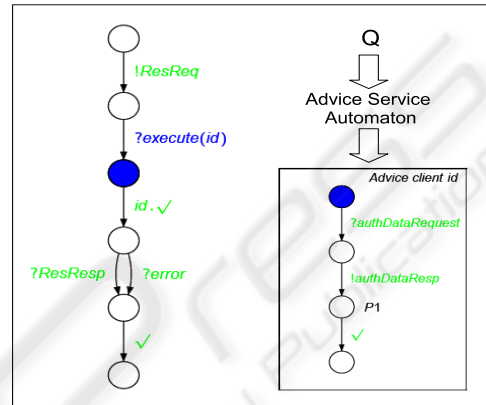 !ResReq
?execute(id)
id.✓
?ResResp
?error
✓
Q
Advice Service
Automaton
Advice client id
?authDataRequest
!authDataResp
P1
✓